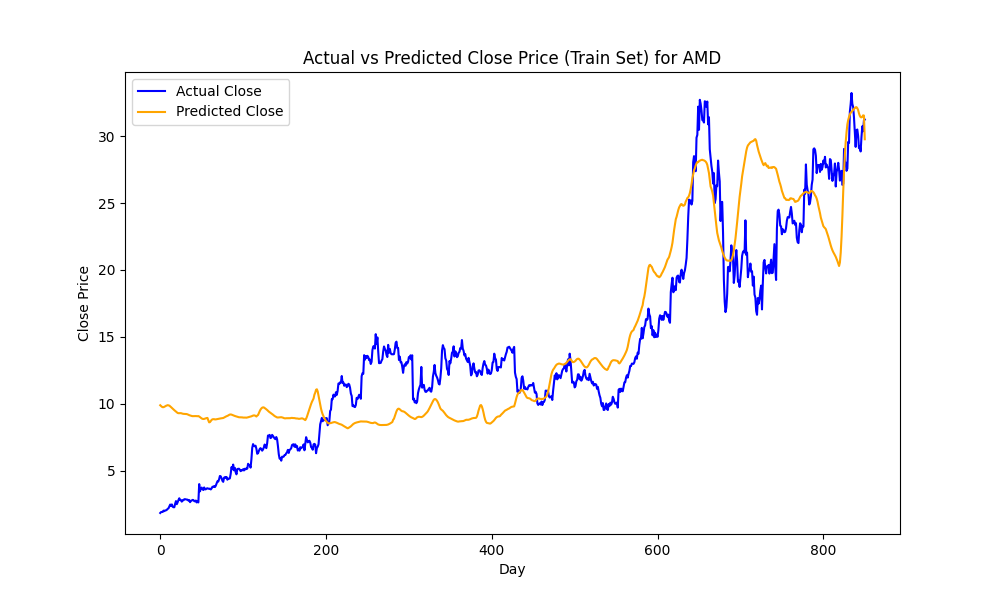 Actual vs Predicted Close Price (Train Set) for AMD
Actual Close
Predicted Close
30
25
20
15
10
5
Close Price
0 200 400 600 800
Day